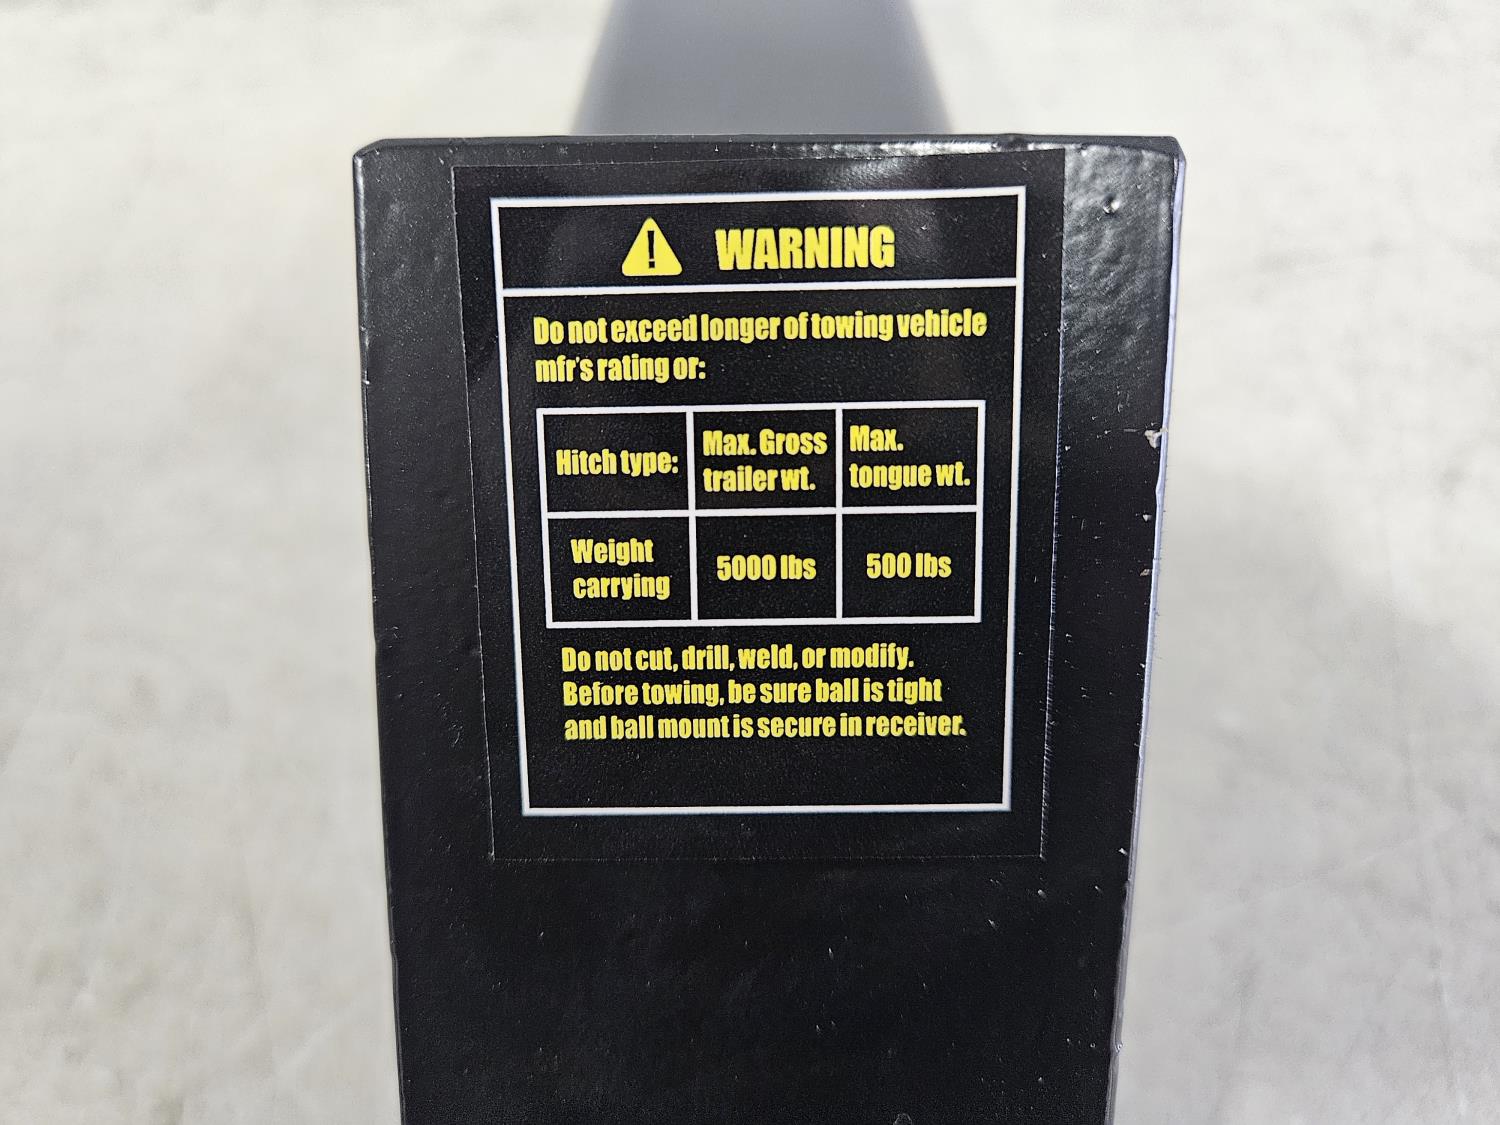 WARNING
Do not exceed longer of towing vehicle
mfr's rating or:
Hitch type:
Max. Gross
trailer wt.
Max.
tongue wt.
Weight
carrying
5000 lbs
500 lbs
Do not cut, drill, weld, or modify.
Before towing, be sure ball is tight
and ball mount is secure in receiver.